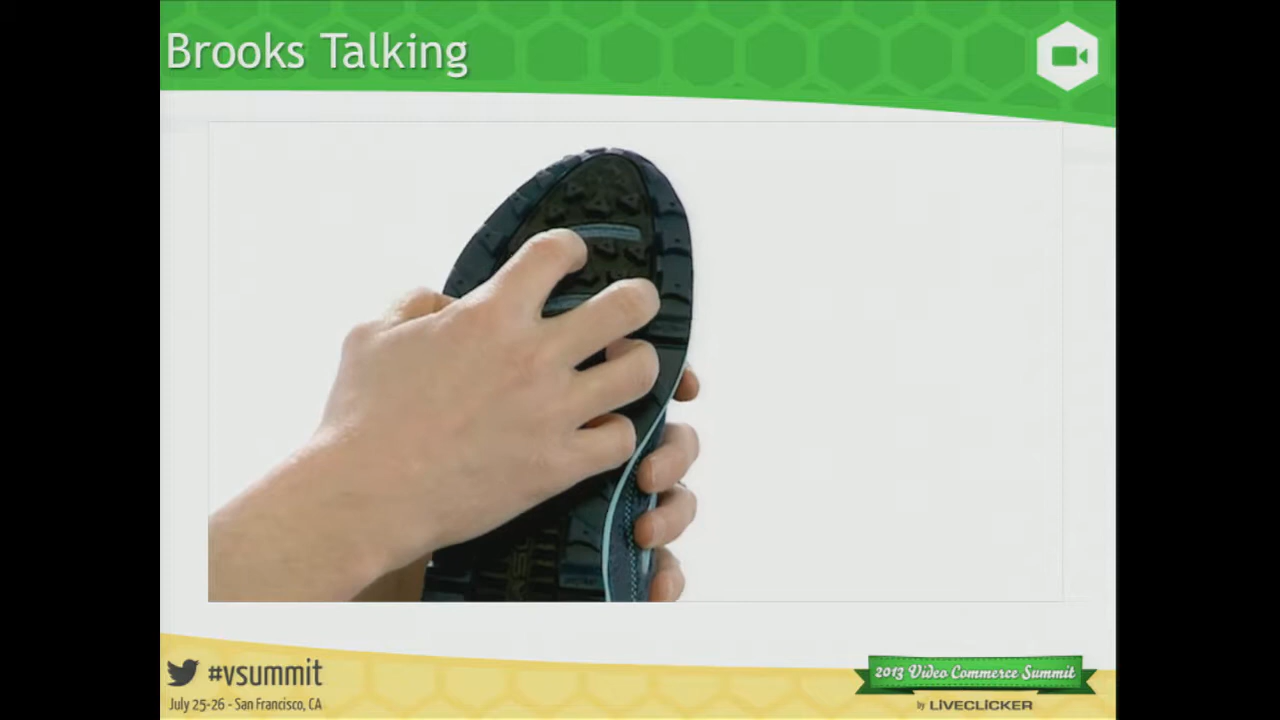 Brooks Talking
#vsummit
July 25-26 - San Francisco, CA
2013 Video Commerce Summit
by LIVECLICKER